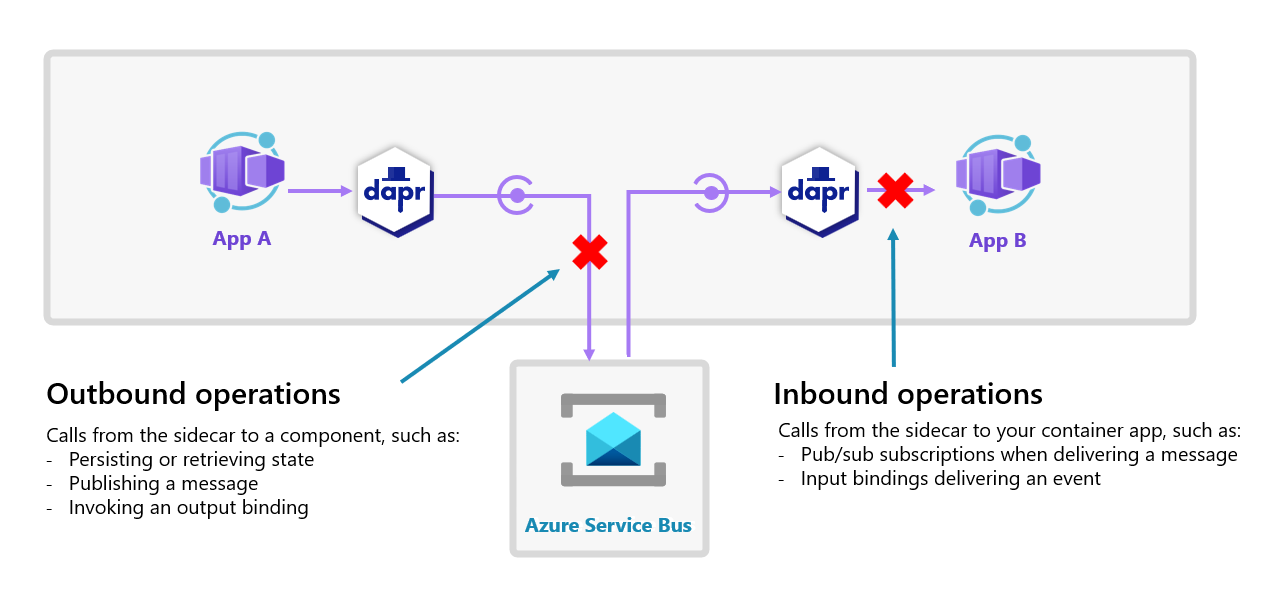 dapr
dapr
App A
App B
Outbound operations
Calls from the sidecar to a component, such as:
- Persisting or retrieving state
- Publishing a message
- Invoking an output binding
Azure Service Bus
Inbound operations
Calls from the sidecar to your container app, such as:
- Pub/sub subscriptions when delivering a message
- Input bindings delivering an event